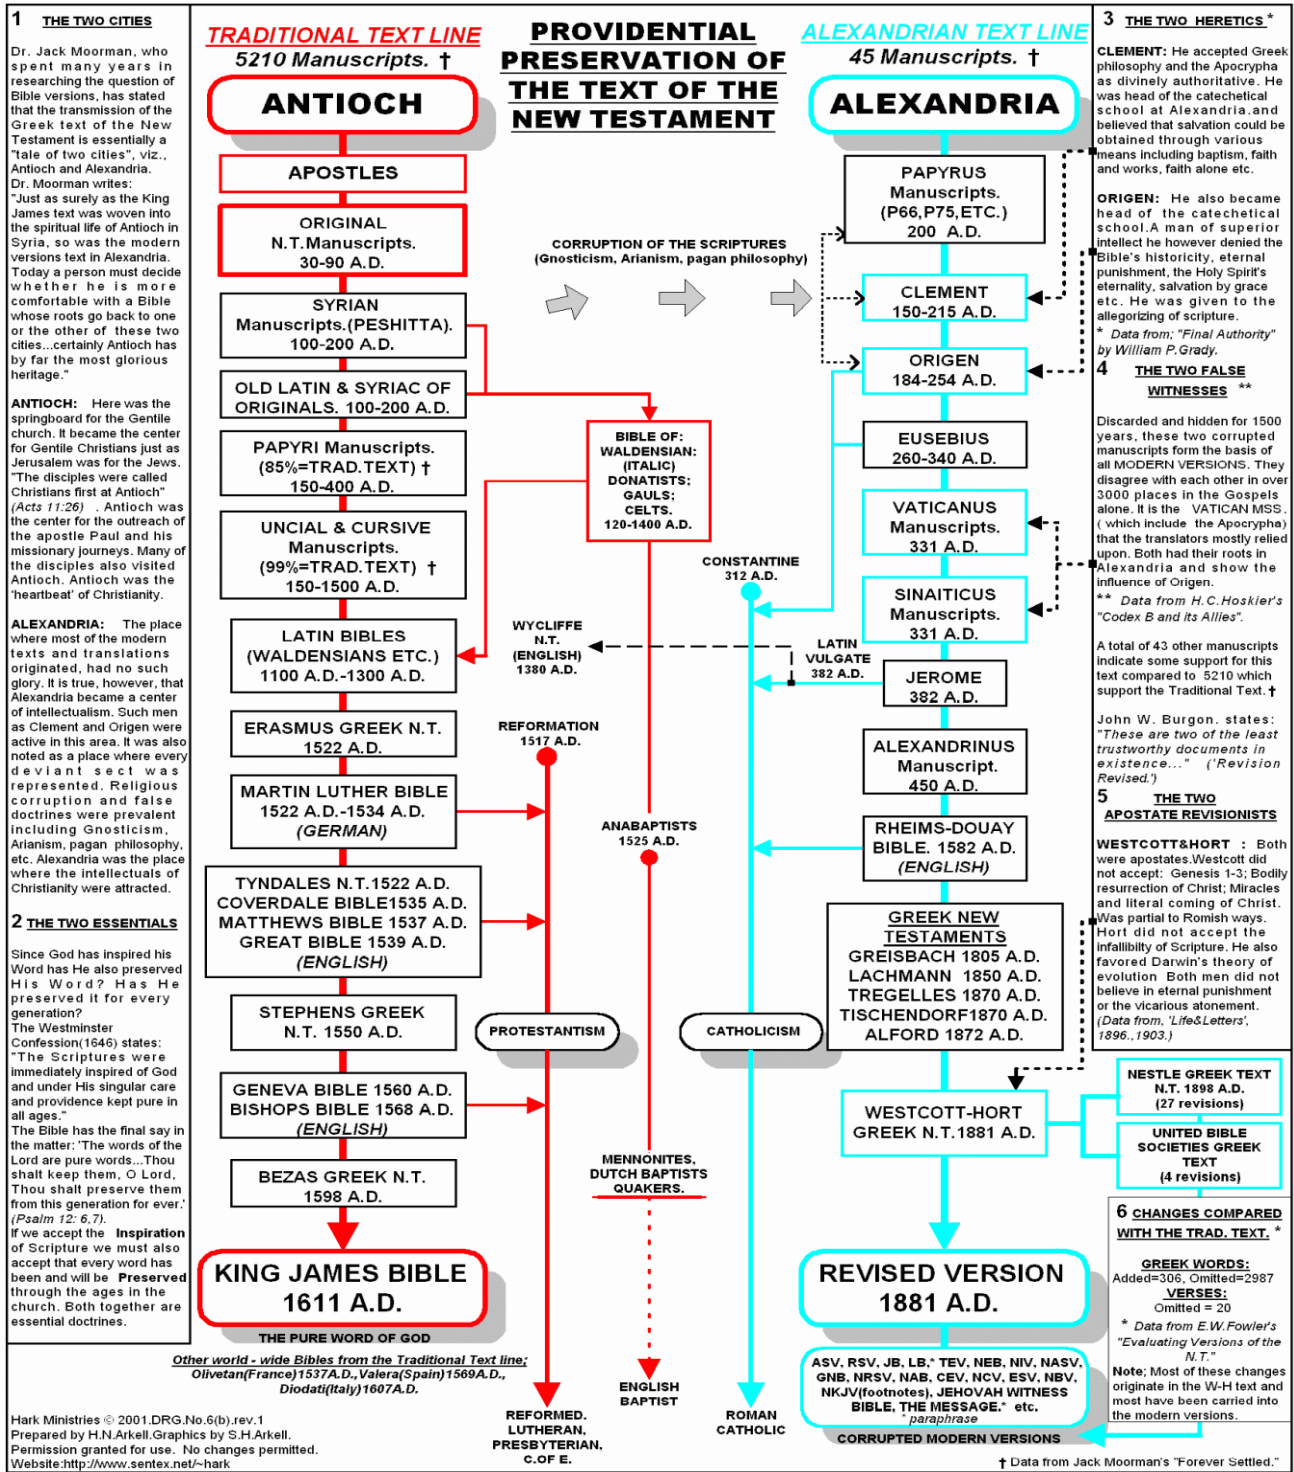 1 THE TWO CITIES
Dr. Jack Moorman, who
spent many years in
researching the question of
Bible versions, has stated
that the transmission of the
Greek text of the New
Testament is essentially a
"tale of two cities", viz.,
Antioch and Alexandria.
Dr. Moorman writes:
"Just as surely as the King
James text was woven into
the spiritual life of Antioch in
Syria, so was the modern
versions text in Alexandria.
Today a person must decide
whether he is more
comfortable with a Bible
whose roots go back to one
or the other of these two
cities...certainly Antioch has
by far the most glorious
heritage."
ANTIOCH: Here was the
springboard for the Gentile
church. It became the center
for Gentile Christians just as
Jerusalem was for the Jews.
"The disciples were called
Christians first at Antioch"
(Acts 11:26) . Antioch was
the center for the outreach of
the apostle Paul and his
missionary journeys. Many of
the disciples also visited
Antioch. Antioch was the
'heartbeat' of Christianity.
ALEXANDRIA: The place
where most of the modern
texts and translations
originated, had no such
glory. It is true, however, that
Alexandria became a center
of intellectualism. Such men
as Clement and Origen were
active in this area. It was also
noted as a place where every
deviant sect was
represented. Religious
corruption and false
doctrines were prevalent
including Gnosticism,
Arianism, pagan philosophy,
etc. Alexandria was the place
where the intellectuals of
Christianity were attracted.
2 THE TWO ESSENTIALS
Since God has inspired his
Word has He also preserved
His Word? Has He
preserved it for every
generation?
The Westminster
Confession(1646) states:
"The Scriptures were
immediately inspired of God
and under His singular care
and providence kept pure in
all ages."
The Bible has the final say in
the matter: 'The words of the
Lord are pure words...Thou
shalt keep them, O Lord,
Thou shalt preserve them
from this generation for ever.'
(Psalm 12: 6,7).
If we accept the Inspiration
of Scripture we must also
accept that every word has
been and will be Preserved
through the ages in the
church. Both together are
essential doctrines.
TRADITIONAL TEXT LINE
5210 Manuscripts. †
ANTIOCH
APOSTLES
ORIGINAL
N.T.Manuscripts.
30-90 A.D.
SYRIAN
Manuscripts.(PESHITTA).
100-200 A.D.
OLD LATIN & SYRIAC OF
ORIGINALS. 100-200 A.D.
PAPYRI Manuscripts.
(85%=TRAD.TEXT) †
150-400 A.D.
UNCIAL & CURSIVE
Manuscripts.
(99%=TRAD.TEXT) †
150-1500 A.D.
LATIN BIBLES
(WALDENSIANS ETC.)
1100 A.D.-1300 A.D.
ERASMUS GREEK N.T.
1522 A.D.
MARTIN LUTHER BIBLE
1522 A.D.-1534 A.D.
(GERMAN)
TYNDALES N.T.1522 A.D.
COVERDALE BIBLE1535 A.D.
MATTHEWS BIBLE 1537 A.D.
GREAT BIBLE 1539 A.D.
(ENGLISH)
STEPHENS GREEK
N.T. 1550 A.D.
GENEVA BIBLE 1560 A.D.
BISHOPS BIBLE 1568 A.D.
(ENGLISH)
BEZAS GREEK N.T.
1598 A.D.
KING JAMES BIBLE
1611 A.D.
THE PURE WORD OF GOD
Other world - wide Bibles from the Traditional Text line;
Olivetan(France)1537A.D.,Valera(Spain)1569A.D.,
Diodati(Italy)1607A.D.
Hark Ministries © 2001.DRG.No.6(b).rev.1
Prepared by H.N.Arkell.Graphics by S.H.Arkell.
Permission granted for use. No changes permitted.
Website:http://www.sentex.net/~hark
PROVIDENTIAL
PRESERVATION OF
THE TEXT OF THE
NEW TESTAMENT
CORRUPTION OF THE SCRIPTURES
(Gnosticism, Arianism, pagan philosophy)
BIBLE OF:
WALDENSIAN:
(ITALIC)
DONATISTS;
GAULS;
CELTS.
120-1400 A.D.
CONSTANTINE
312 A.D.
WYCLIFFE
N.T.
(ENGLISH)
1380 A.D.
LATIN
VULGATE
382 A.D.
REFORMATION
1517 A.D.
ANABAPTISTS
1525 A.D.
PROTESTANTISM
CATHOLICISM
MENNONITES,
DUTCH BAPTISTS
QUAKERS.
REFORMED.
LUTHERAN,
PRESBYTERIAN,
C.OF E.
ENGLISH
BAPTIST
ROMAN
CATHOLIC
ALEXANDRIAN TEXT LINE
45 Manuscripts. †
ALEXANDRIA
PAPYRUS
Manuscripts.
(P66,P75,ETC.)
200 A.D.
CLEMENT
150-215 A.D.
ORIGEN
184-254 A.D.
EUSEBIUS
260-340 A.D.
VATICANUS
Manuscripts.
331 A.D.
SINAITICUS
Manuscripts.
331 A.D.
JEROME
382 A.D.
ALEXANDRINUS
Manuscript.
450 A.D.
RHEIMS-DOUAY
BIBLE. 1582 A.D.
(ENGLISH)
GREEK NEW
TESTAMENTS
GREISBACH 1805 A.D.
LACHMANN 1850 A.D.
TREGELLES 1870 A.D.
TISCHENDORF1870 A.D.
ALFORD 1872 A.D.
WESTCOTT-HORT
GREEK N.T.1881 A.D.
REVISED VERSION
1881 A.D.
ASV, RSV, JB, LB,* TEV, NEB, NIV, NASV,
GNB, NRSV, NAB, CEV, NCV, ESV, NBV,
NKJV(footnotes), JEHOVAH WITNESS
BIBLE, THE MESSAGE.* etc.
* paraphrase
CORRUPTED MODERN VERSIONS
3 THE TWO HERETICS *
CLEMENT: He accepted Greek
philosophy and the Apocrypha
as divinely authoritative. He
was head of the catechetical
school at Alexandria.and
believed that salvation could be
obtained through various
means including baptism, faith
and works, faith alone etc.
ORIGEN: He also became
head of the catechetical
school.A man of superior
intellect he however denied the
Bible's historicity, eternal
punishment, the Holy Spirit's
eternality, salvation by grace
etc. He was given to the
allegorizing of scripture.
* Data from; "Final Authority"
by William P.Grady.
4 THE TWO FALSE
WITNESSES **
Discarded and hidden for 1500
years, these two corrupted
manuscripts form the basis of
all MODERN VERSIONS. They
disagree with each other in over
3000 places in the Gospels
alone. It is the VATICAN MSS.
( which include the Apocrypha)
that the translators mostly relied
upon. Both had their roots in
Alexandria and show the
influence of Origen.
** Data from H.C.Hoskier's
"Codex B and its Allies".
A total of 43 other manuscripts
indicate some support for this
text compared to 5210 which
support the Traditional Text. †
John W. Burgon. states:
"These are two of the least
trustworthy documents in
existence..." ('Revision
Revised.')
5 THE TWO
APOSTATE REVISIONISTS
WESTCOTT&HORT : Both
were apostates.Westcott did
not accept: Genesis 1-3; Bodily
resurrection of Christ; Miracles
and literal coming of Christ.
Was partial to Romish ways.
Hort did not accept the
infallibity of Scripture. He also
favored Darwin's theory of
evolution Both men did not
believe in eternal punishment
or the vicarious atonement.
(Data from, 'Life&Letters',
1896.,1903.)
NESTLE GREEK TEXT
N.T. 1898 A.D.
(27 revisions)
UNITED BIBLE
SOCIETIES GREEK
TEXT
(4 revisions)
6 CHANGES COMPARED
WITH THE TRAD. TEXT. *
GREEK WORDS:
Added=306, Omitted=2987
VERSES:
Omitted = 20
* Data from E.W.Fowler's
"Evaluating Versions of the
N.T."
Note; Most of these changes
originate in the W-H text and
most have been carried into
the modern versions.
† Data from Jack Moorman's "Forever Settled."